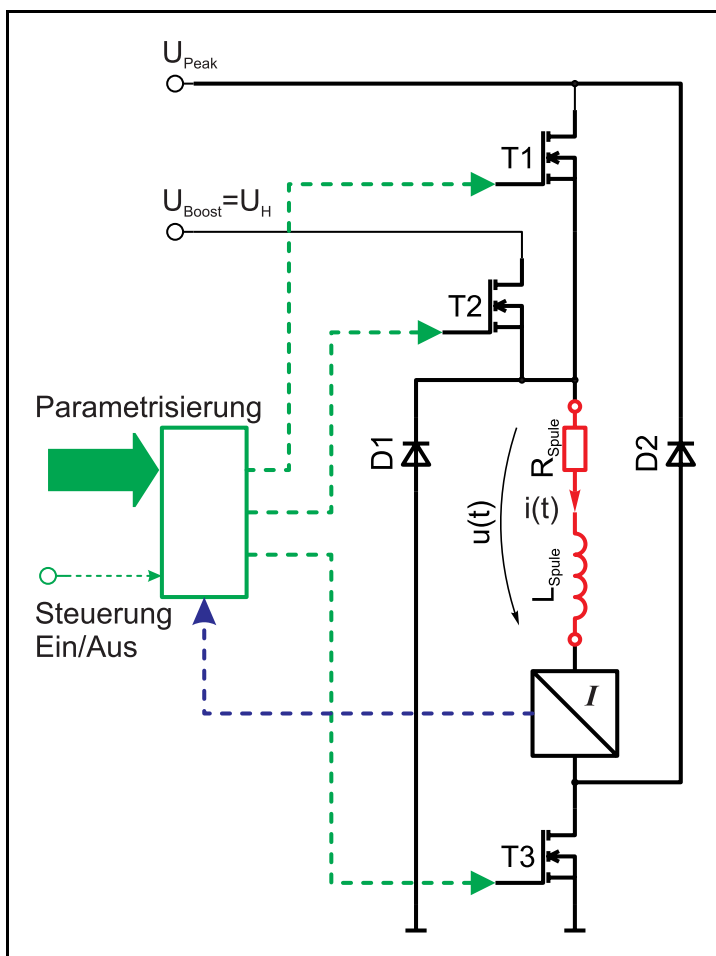 U_Peak
T1
U_Boost=U_H
T2
Parametrisierung
D1
R_Spule
D2
u(t)
i(t)
L_Spule
Steuerung
Ein/Aus
I
T3